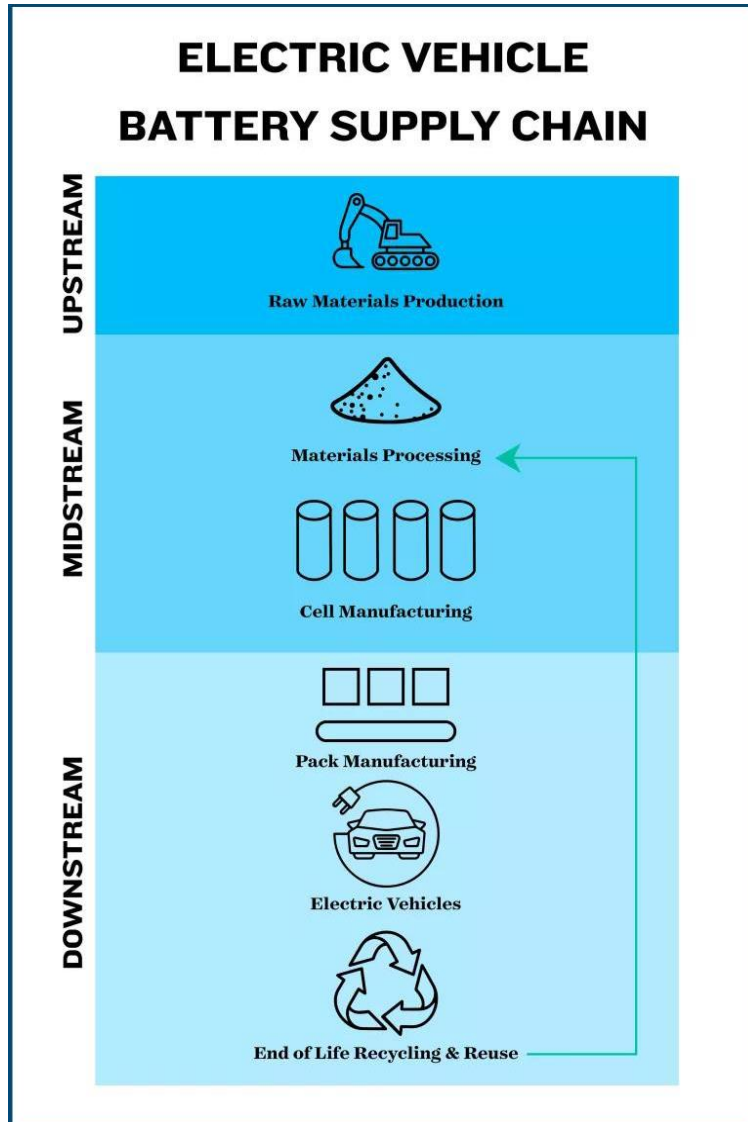 ELECTRIC VEHICLE
BATTERY SUPPLY CHAIN
UPSTREAM
Raw Materials Production
MIDSTREAM
Materials Processing
Cell Manufacturing
DOWNSTREAM
Pack Manufacturing
Electric Vehicles
End of Life Recycling & Reuse